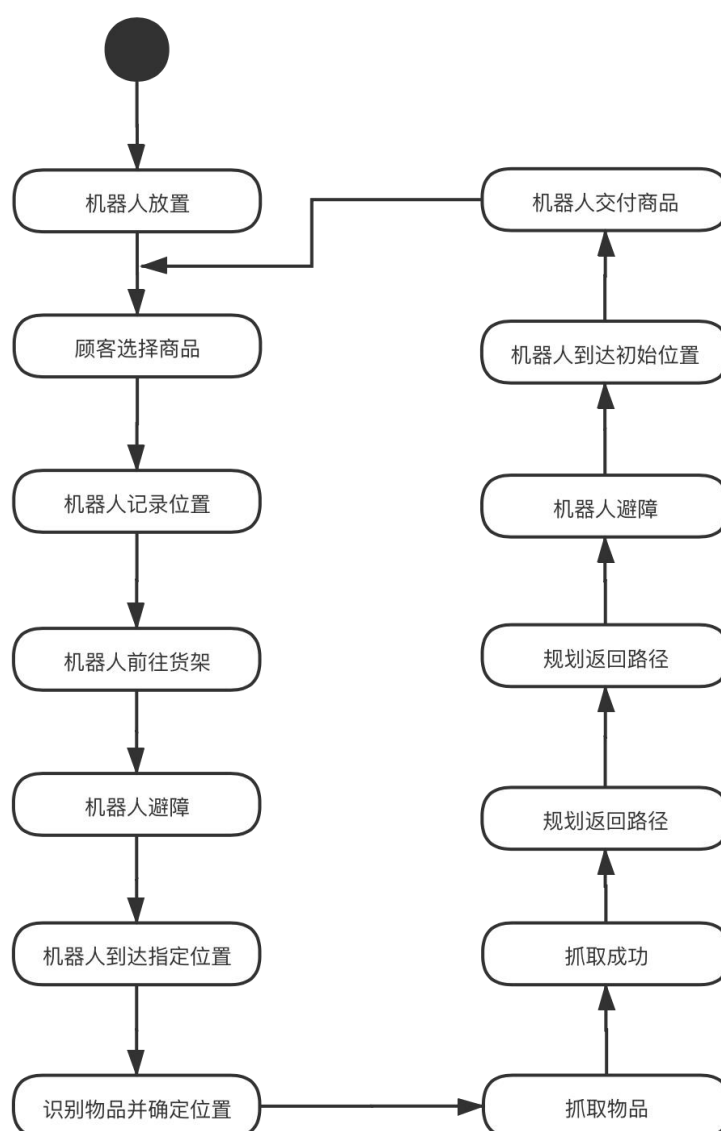 机器人放置
顾客选择商品
机器人记录位置
机器人前往货架
机器人避障
机器人到达指定位置
识别物品并确定位置
抓取物品
抓取成功
规划返回路径
规划返回路径
机器人避障
机器人到达初始位置
机器人交付商品